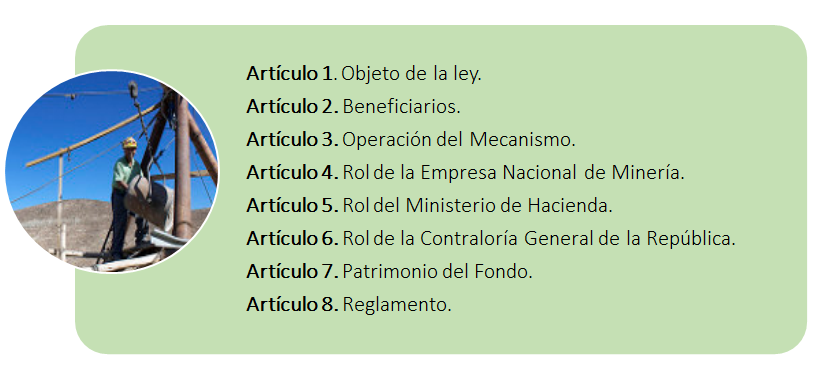 Artículo 1. Objeto de la ley.
Artículo 2. Beneficiarios.
Artículo 3. Operación del Mecanismo.
Artículo 4. Rol de la Empresa Nacional de Minería.
Artículo 5. Rol del Ministerio de Hacienda.
Artículo 6. Rol de la Contraloría General de la República.
Artículo 7. Patrimonio del Fondo.
Artículo 8. Reglamento.